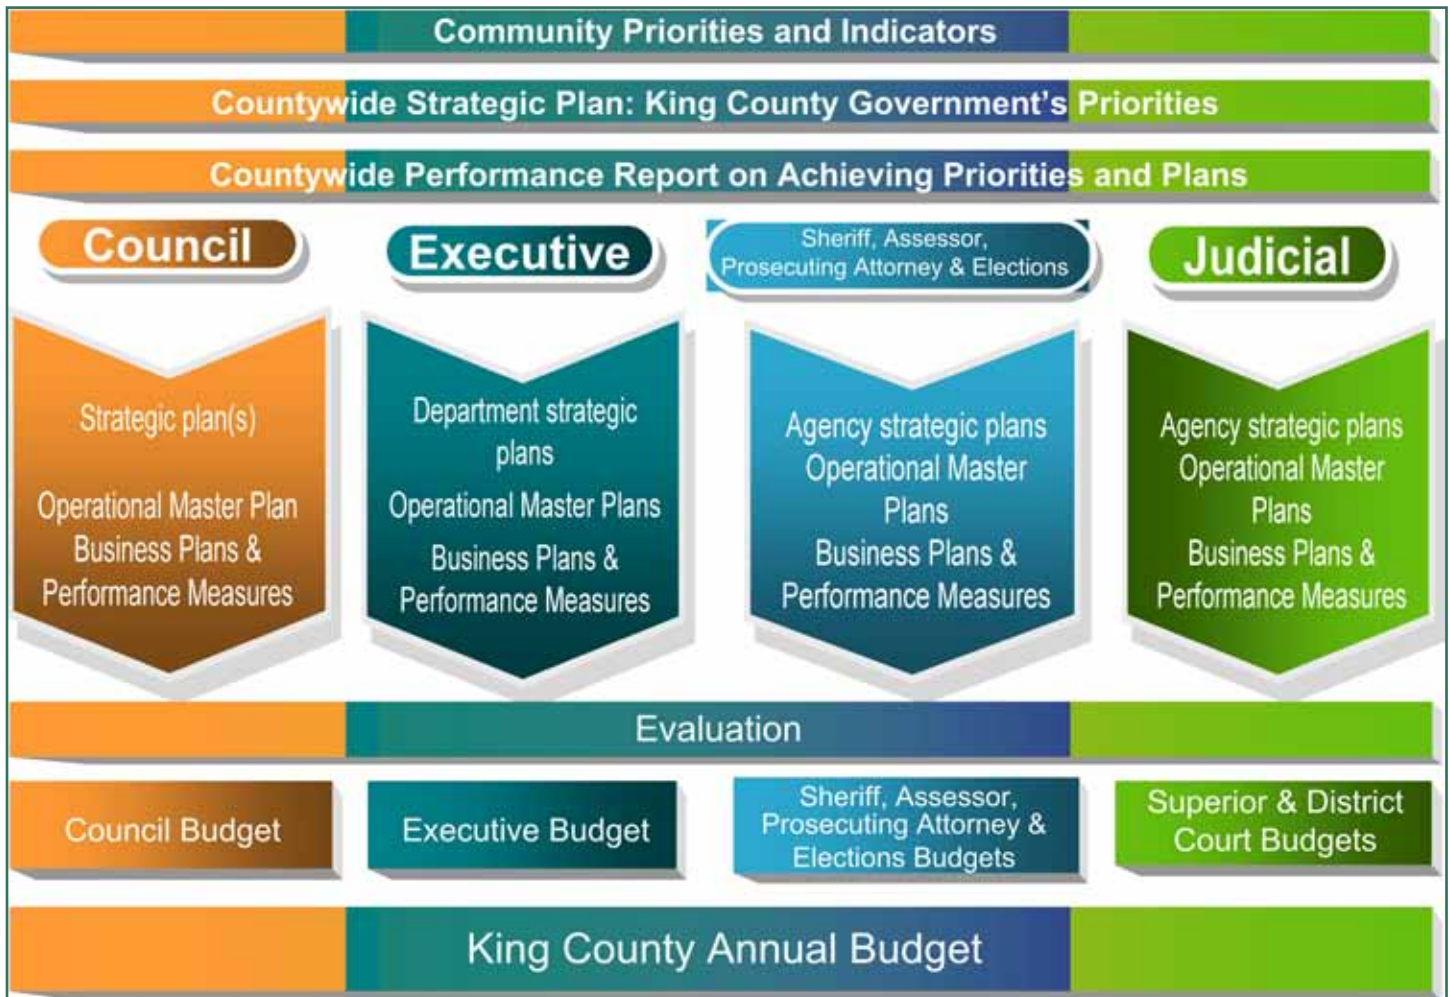 Community Priorities and Indicators
Countywide Strategic Plan: King County Government's Priorities
Countywide Performance Report on Achieving Priorities and Plans
Council
Executive
Sheriff, Assessor,
Prosecuting Attorney & Elections
Judicial
Strategic plan(s)
Operational Master Plan
Business Plans &
Performance Measures
Department strategic
plans
Operational Master Plans
Business Plans &
Performance Measures
Agency strategic plans
Operational Master
Plans
Business Plans &
Performance Measures
Agency strategic plans
Operational Master
Plans
Business Plans &
Performance Measures
Evaluation
Council Budget
Executive Budget
Sheriff, Assessor,
Prosecuting Attorney &
Elections Budgets
Superior & District
Court Budgets
King County Annual Budget